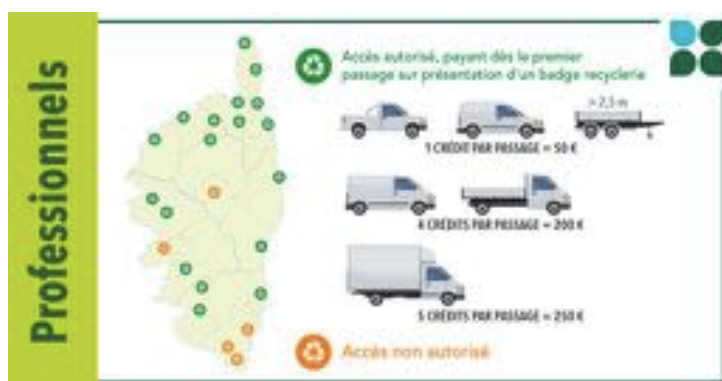 Professionnels
Accès autorisé, payant dès le premier
passage sur présentation d'un badge recyclerie
> 2,5 m
1 CRÉDIT PAR PASSAGE = 50 €
4 CRÉDITS PAR PASSAGE = 200 €
5 CRÉDITS PAR PASSAGE = 250 €
Accès non autorisé